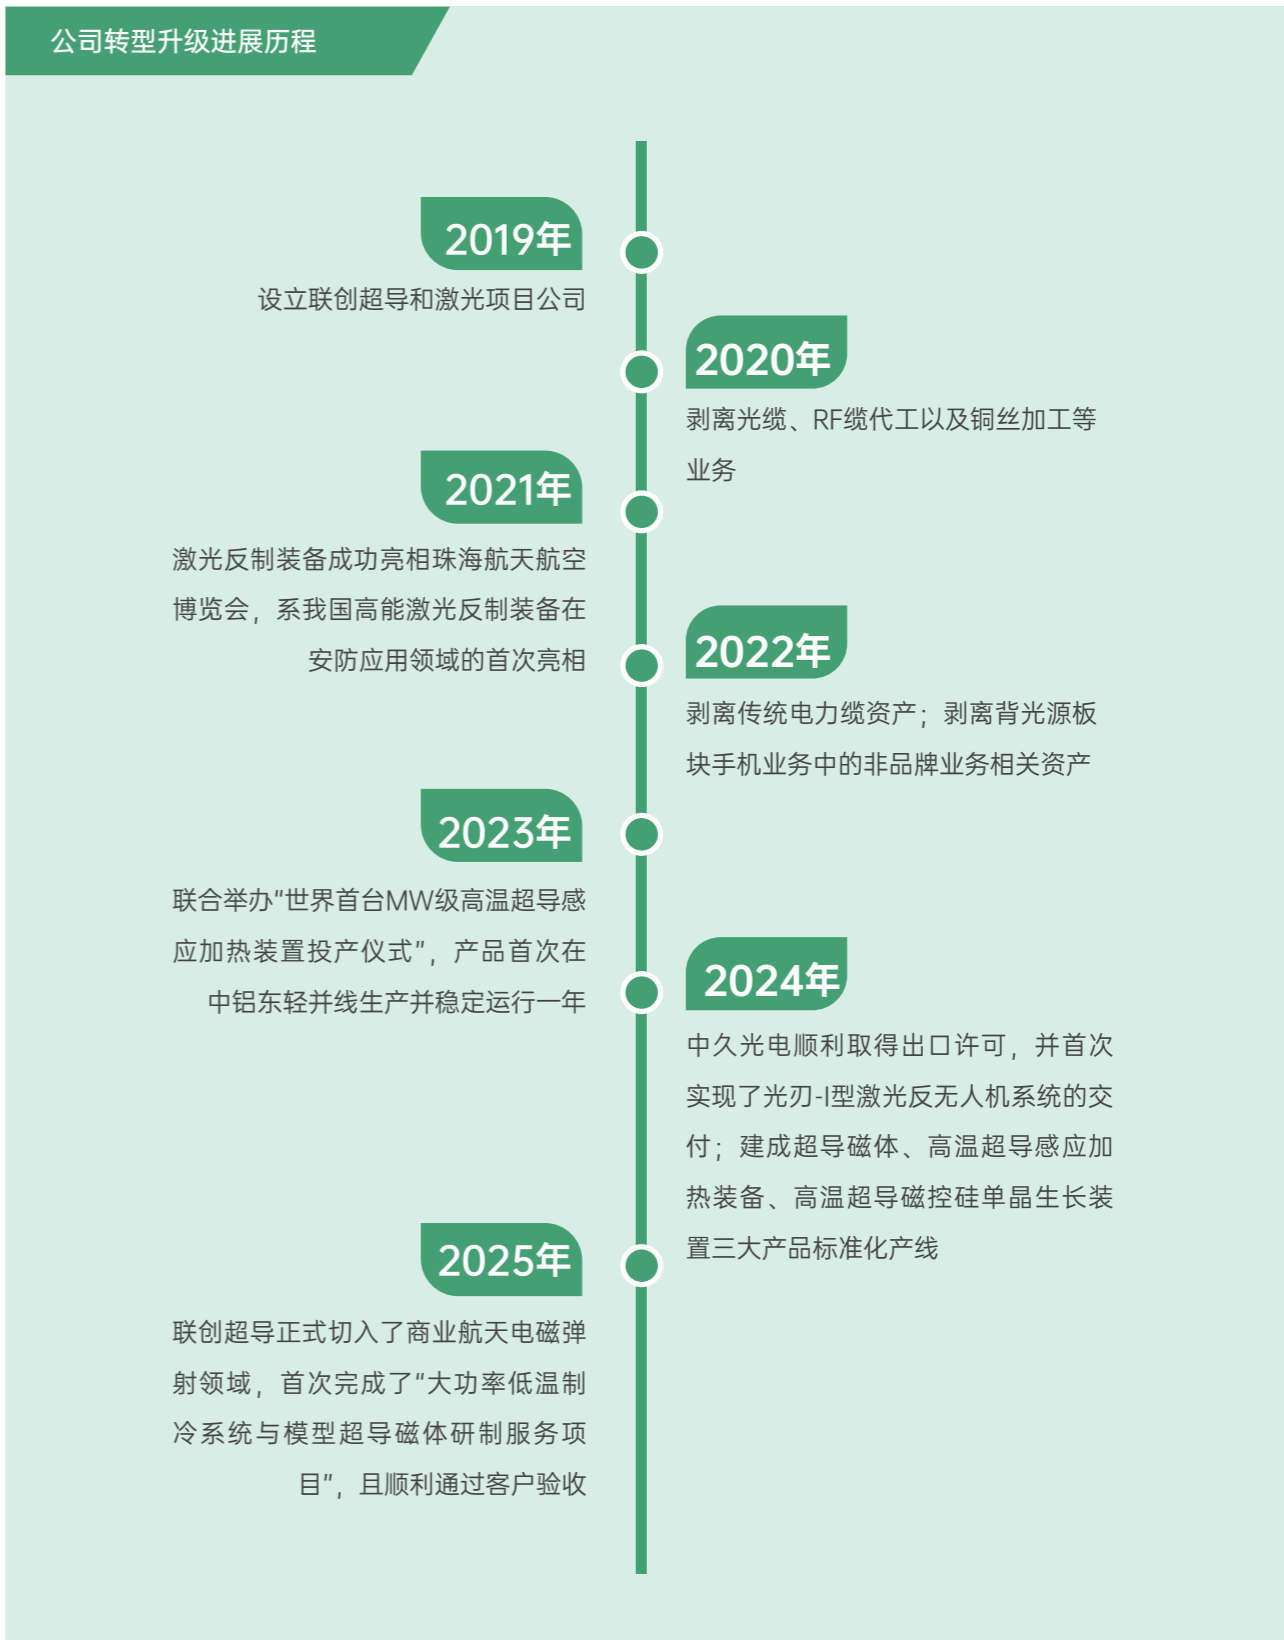 公司转型升级进展历程
2019年
设立联创超导和激光项目公司
2020年
剥离光缆、RF缆代工以及铜丝加工等
业务
2021年
激光反制装备成功亮相珠海航天航空
博览会，系我国高能激光反制装备在
安防应用领域的首次亮相
2022年
剥离传统电力缆资产；剥离背光源板
块手机业务中的非品牌业务相关资产
2023年
联合举办"世界首台MW级高温超导感
应加热装置投产仪式"，产品首次在
中铝东轻并线生产并稳定运行一年
2024年
中久光电顺利取得出口许可，并首次
实现了光刃-I型激光反无人机系统的交
付；建成超导磁体、高温超导感应加
热装备、高温超导磁控硅单晶生长装
置三大产品标准化产线
2025年
联创超导正式切入了商业航天电磁弹
射领域，首次完成了"大功率低温制
冷系统与模型超导磁体研制服务项
目"，且顺利通过客户验收